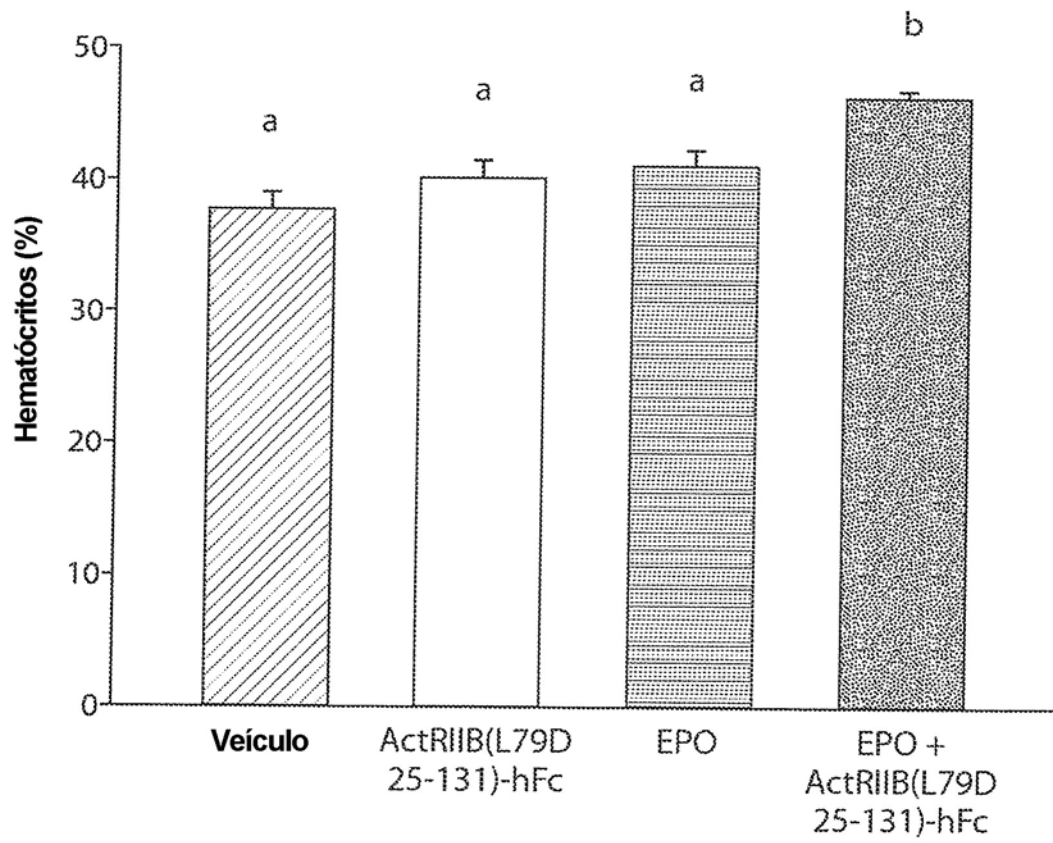 b
50
a
a
a
40
30
20
10
0
Hematócritos (%)
Veículo
ActRIIB(L79D
25-131)-hFc
EPO
EPO +
ActRIIB(L79D
25-131)-hFc